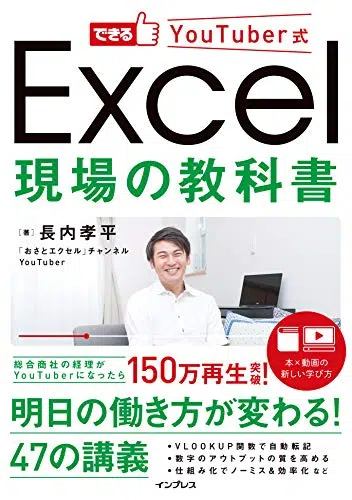 できる YouTuber式
Excel
現場の教科書
[著] 長内孝平
「おさとエクセル」チャンネル
YouTuber
総合商社の経理が
YouTuberになったら
150万再生突破!
本×動画の
新しい学び方
明日の働き方が変わる!
47の講義
・VLOOKUP関数で自動転記
・数字のアウトプットの質を高める
・仕組み化でノーミス&効率化 など
インプレス